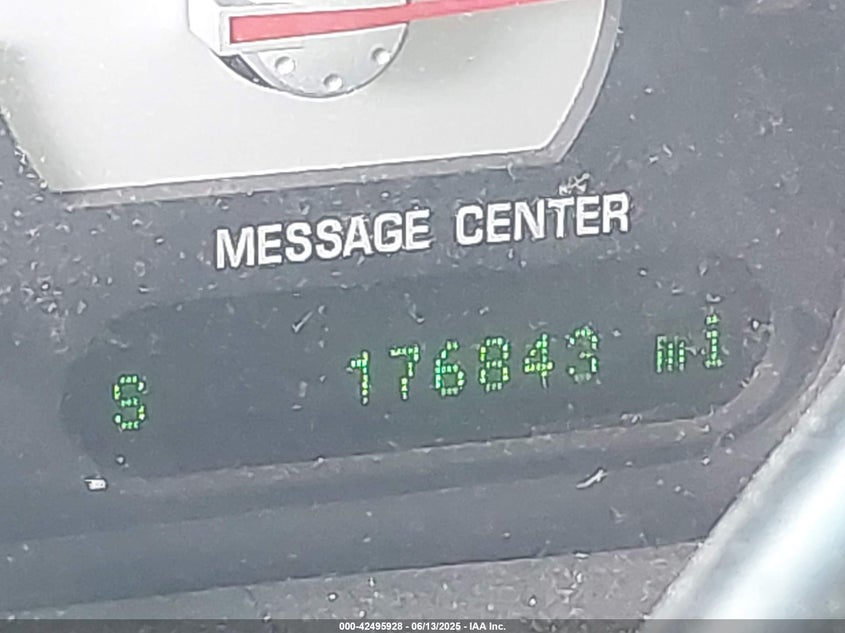 MESSAGE CENTER
S 176843 mi
000-42495928 - 06/13/2025 - IAA Inc.